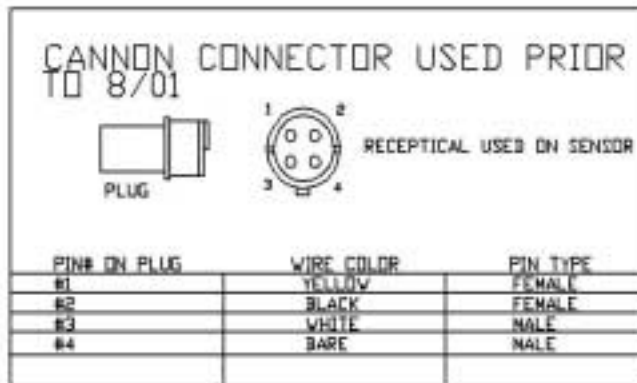 CANNON CONNECTOR USED PRIOR
TO 8/01
1 2
RECEPTICAL USED ON SENSOR
PLUG
3 4
PIN# ON PLUG WIRE COLOR PIN TYPE
#1 YELLOW FEMALE
#2 BLACK FEMALE
#3 WHITE MALE
#4 BARE MALE